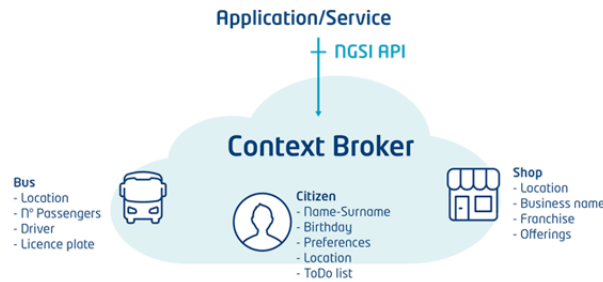 Application/Service
NGSI API
Context Broker
Bus
- Location
- Nº Passengers
- Driver
- Licence plate
Citizen
- Name-Surname
- Birthday
- Preferences
- Location
- ToDo list
Shop
- Location
- Business name
- Franchise
- Offerings